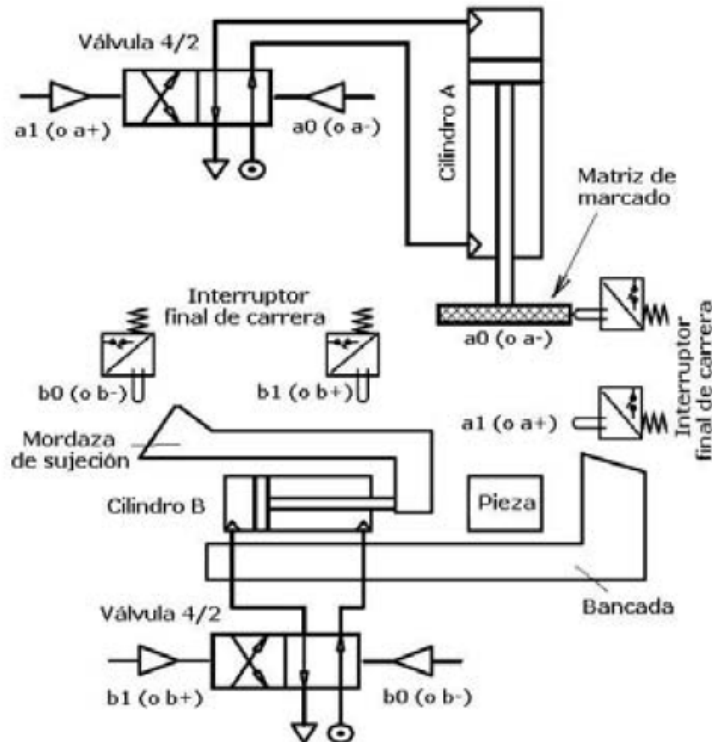 Válvula 4/2
a1 (o a+)
a0 (o a-)
Cilindro A
Matriz de
marcado
Interruptor
final de carrera
a0 (o a-)
b0 (o b-)
b1 (o b+)
a1 (o a+)
Interruptor
final de carrera
Mordaza
de sujeción
Cilindro B
Pieza
Válvula 4/2
Bancada
b1 (o b+)
b0 (o b-)